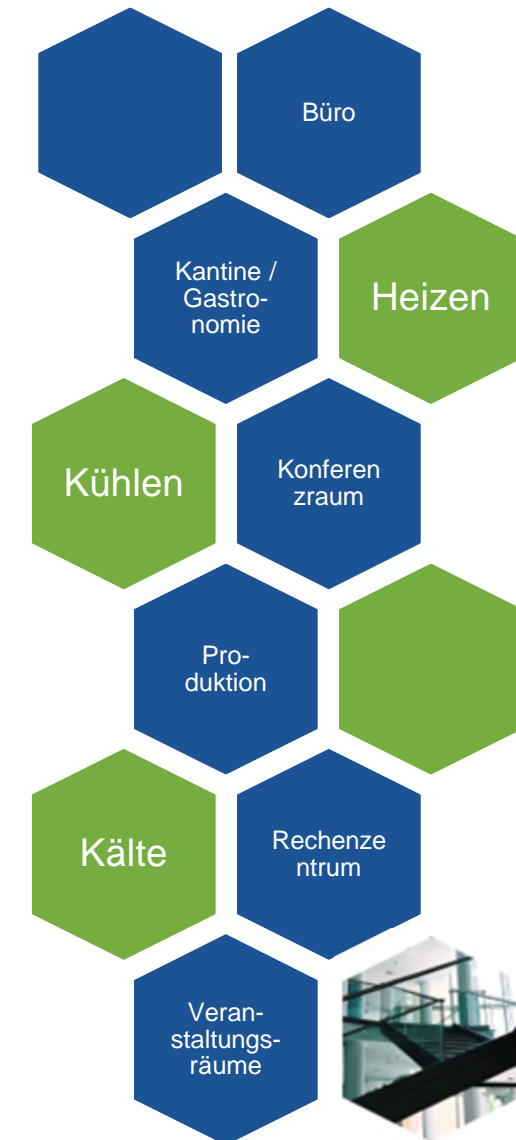 Büro
Kantine /
Gastro-
nomie
Heizen
Kühlen
Konferen
zraum
Pro-
duktion
Kälte
Rechenze
ntrum
Veran-
staltungs-
räume